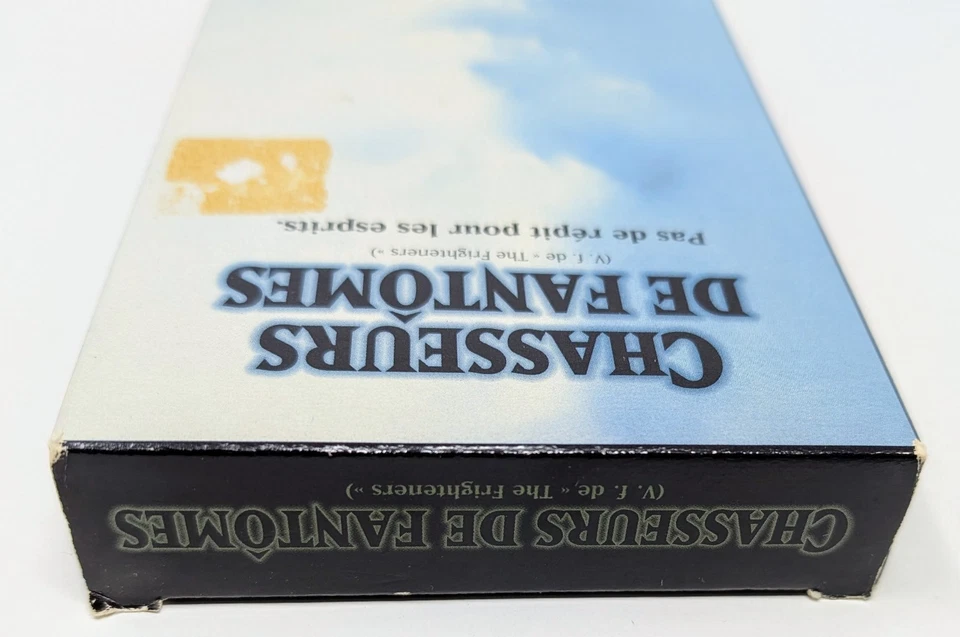 CHASSEURS
DE FANTÔMES
(V. f. de « The Frighteners »)
Pas de répit pour les esprits.
CHASSEURS DE FANTÔMES
(V. f. de, « The Frighteners »)